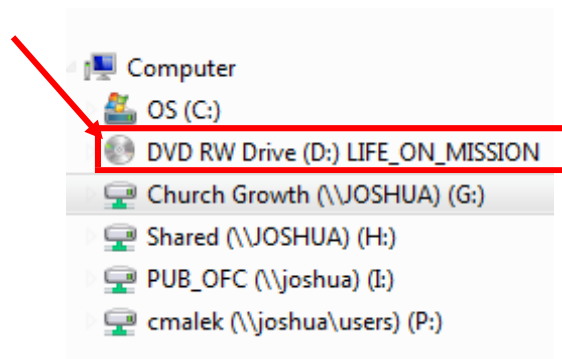 Computer
OS (C:)
DVD RW Drive (D:) LIFE_ON_MISSION
Church Growth (\\JOSHUA) (G:)
Shared (\\JOSHUA) (H:)
PUB_OFC (\\joshua) (I:)
cmalek (\\joshua\users) (P:)